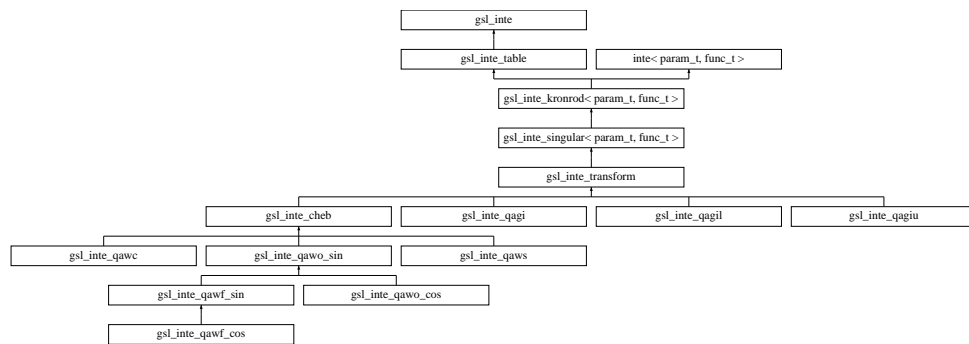 gsl_inte
gsl_inte_table
inte< param_t, func_t >
gsl_inte_kronrod< param_t, func_t >
gsl_inte_singular< param_t, func_t >
gsl_inte_transform
gsl_inte_cheb
gsl_inte_qagi
gsl_inte_qagil
gsl_inte_qagiu
gsl_inte_qawc
gsl_inte_qawo_sin
gsl_inte_qaws
gsl_inte_qawf_sin
gsl_inte_qawo_cos
gsl_inte_qawf_cos